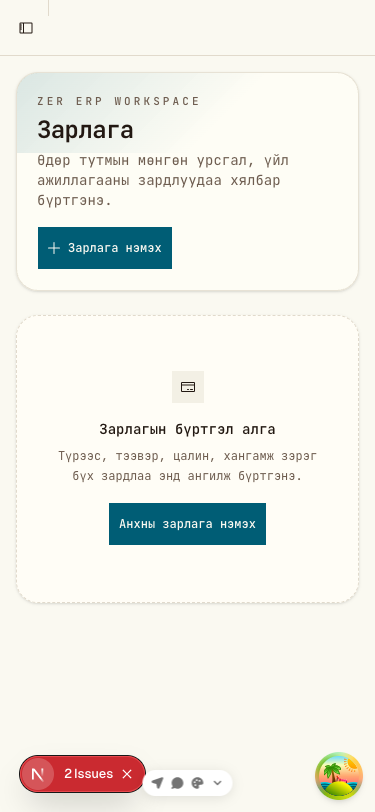 ZER ERP WORKSPACE
Зарлага
Өдөр тутмын мөнгөн урсгал, үйл
ажиллагааны зардлуудаа хялбар
бүртгэнэ.
Зарлага нэмэх
Зарлагын бүртгэл алга
Түрээс, тээвэр, цалин, хангамж зэрэг
бүх зардлаа энд ангилж бүртгэнэ.
Анхны зарлага нэмэх
N 2 Issues